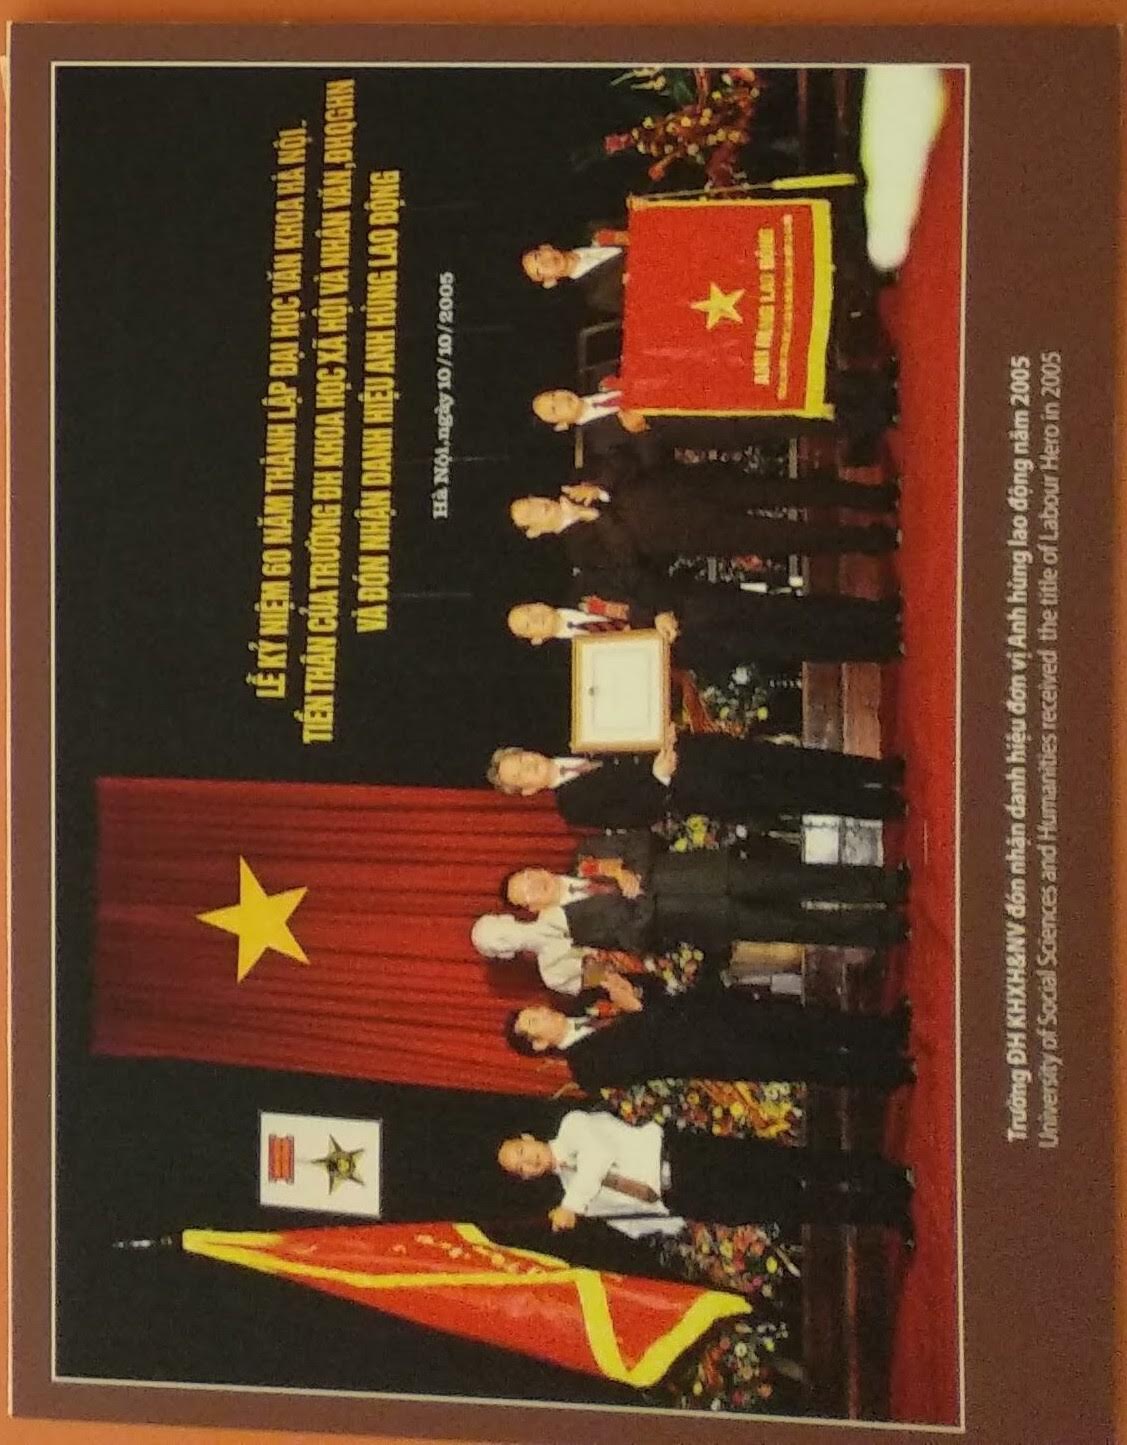 LỄ KỶ NIỆM 60 NĂM THÀNH LẬP ĐẠI HỌC VĂN KHOA HÀ NỘI -
TIỀN THÂN CỦA TRƯỜNG ĐH KHOA HỌC XÃ HỘI VÀ NHÂN VĂN, ĐHQGHN
VÀ ĐÓN NHẬN DANH HIỆU ANH HÙNG LAO ĐỘNG
Hà Nội, ngày 10/10/2005
ANH HÙNG LAO ĐỘNG
Trường ĐH KHXH&NV đón nhận danh hiệu đơn vị Anh hùng lao động năm 2005
University of Social Sciences and Humanities received the title of Labour Hero in 2005